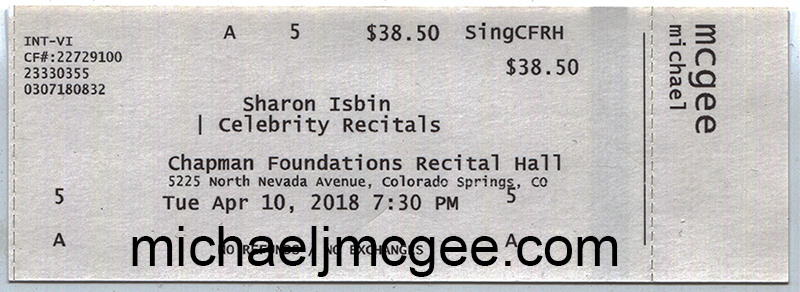 A 5 $38.50 SingCFRH
INT-VI
CF#:22729100
23330355
0307180832
$38.50
Sharon Isbin
| Celebrity Recitals
Chapman Foundations Recital Hall
5225 North Nevada Avenue, Colorado Springs, CO
5 5
Tue Apr 10, 2018 7:30 PM
A NO REFUNDS / NO EXCHANGES A
michaeljmcgee.com
mcgee
michael